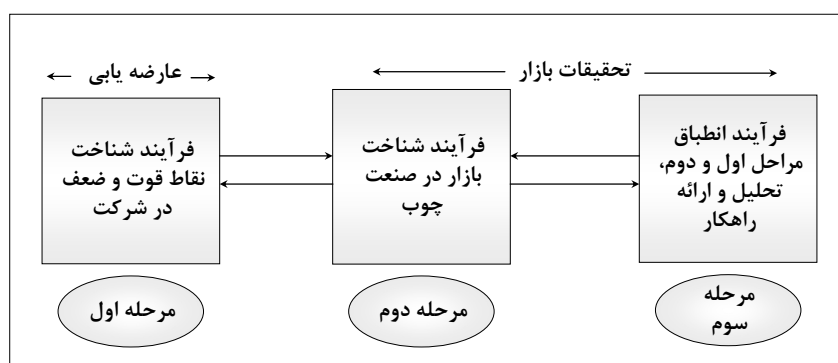 عارضه یابی
تحقیقات بازار
فرآیند شناخت
نقاط قوت و ضعف
در شرکت
فرآیند شناخت
بازار در صنعت
چوب
فرآیند انطباق
مراحل اول و دوم،
تحلیل و ارائه
راهکار
مرحله اول
مرحله دوم
مرحله
سوم